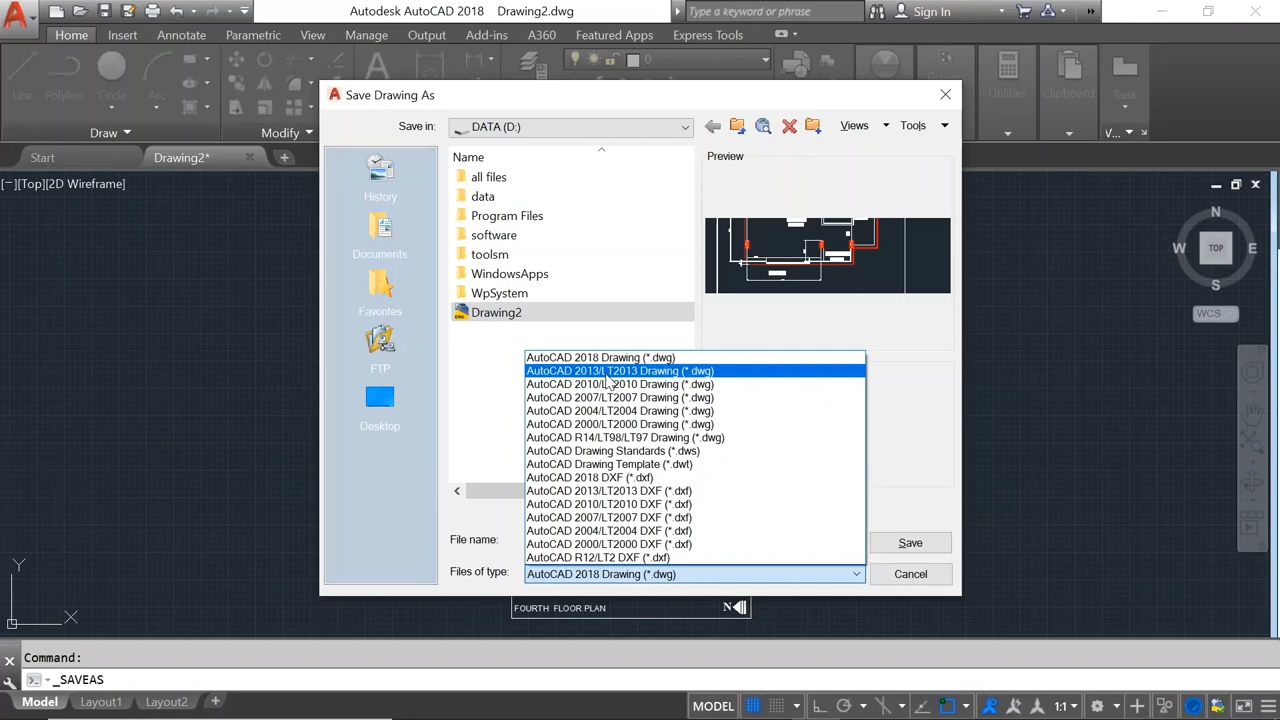 Autodesk AutoCAD 2018 Drawing2.dwg
Type a keyword or phrase
Sign In
Home Insert Annotate Parametric View Manage Output Add-ins A360 Featured Apps Express Tools
0
Line Polyline Circle Arc
Utilities Clipboard Base
Draw Modify V...
Start Drawing2*
[−][Top][2D Wireframe]
Save Drawing As
Save in: DATA (D:)
Views Tools
Name
Preview
all files
data
Program Files
software
toolsm
WindowsApps
WpSystem
Drawing2
History
Documents
Favorites
FTP
Desktop
AutoCAD 2018 Drawing (*.dwg)
AutoCAD 2013/LT2013 Drawing (*.dwg)
AutoCAD 2010/LT2010 Drawing (*.dwg)
AutoCAD 2007/LT2007 Drawing (*.dwg)
AutoCAD 2004/LT2004 Drawing (*.dwg)
AutoCAD 2000/LT2000 Drawing (*.dwg)
AutoCAD R14/LT98/LT97 Drawing (*.dwg)
AutoCAD Drawing Standards (*.dws)
AutoCAD Drawing Template (*.dwt)
AutoCAD 2018 DXF (*.dxf)
AutoCAD 2013/LT2013 DXF (*.dxf)
AutoCAD 2010/LT2010 DXF (*.dxf)
AutoCAD 2007/LT2007 DXF (*.dxf)
AutoCAD 2004/LT2004 DXF (*.dxf)
AutoCAD 2000/LT2000 DXF (*.dxf)
AutoCAD R12/LT2 DXF (*.dxf)
File name:
Save
Files of type: AutoCAD 2018 Drawing (*.dwg)
Cancel
N
W TOP E
S
WCS
Y
X
FOURTH FLOOR PLAN N
Command:
_SAVEAS
Model Layout1 Layout2
MODEL 1:1